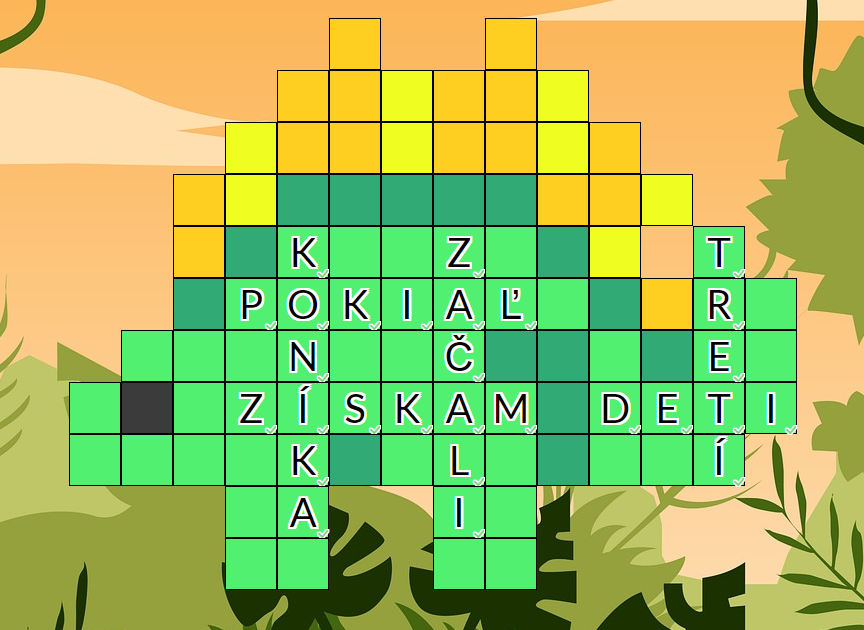 KONÍKA
ZAČALI
TRETÍ
POKIAĽ
ZÍSKAM
DETI